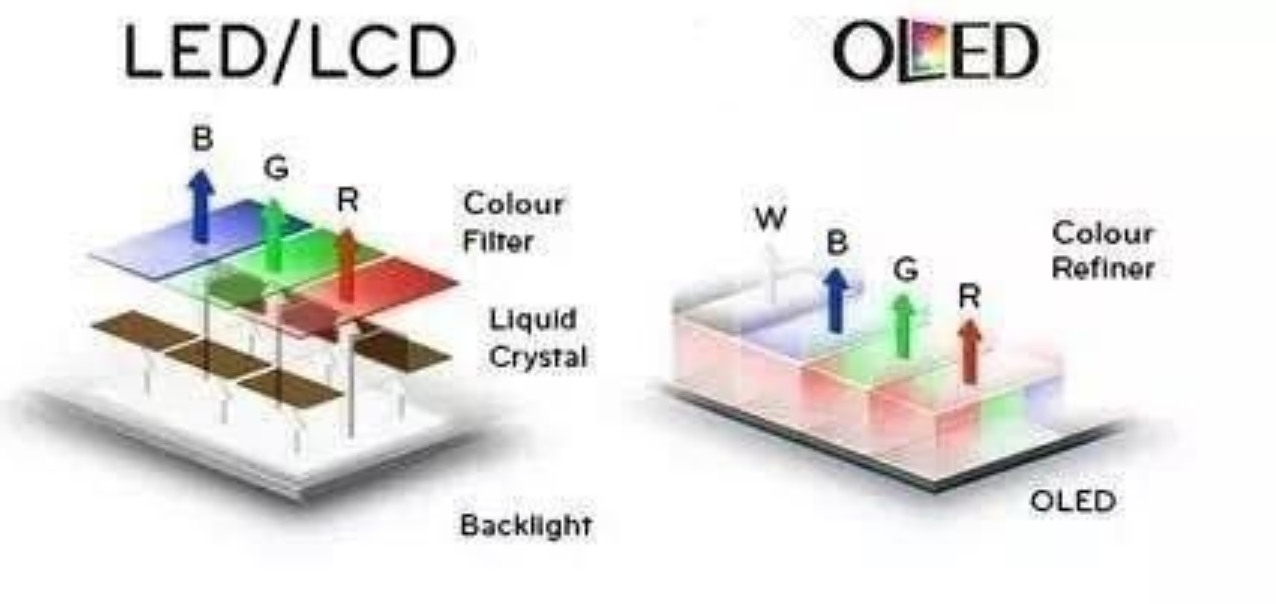 LED/LCD
B
G
R
Colour
Filter
Liquid
Crystal
Backlight
OLED
W
B
G
R
Colour
Refiner
OLED